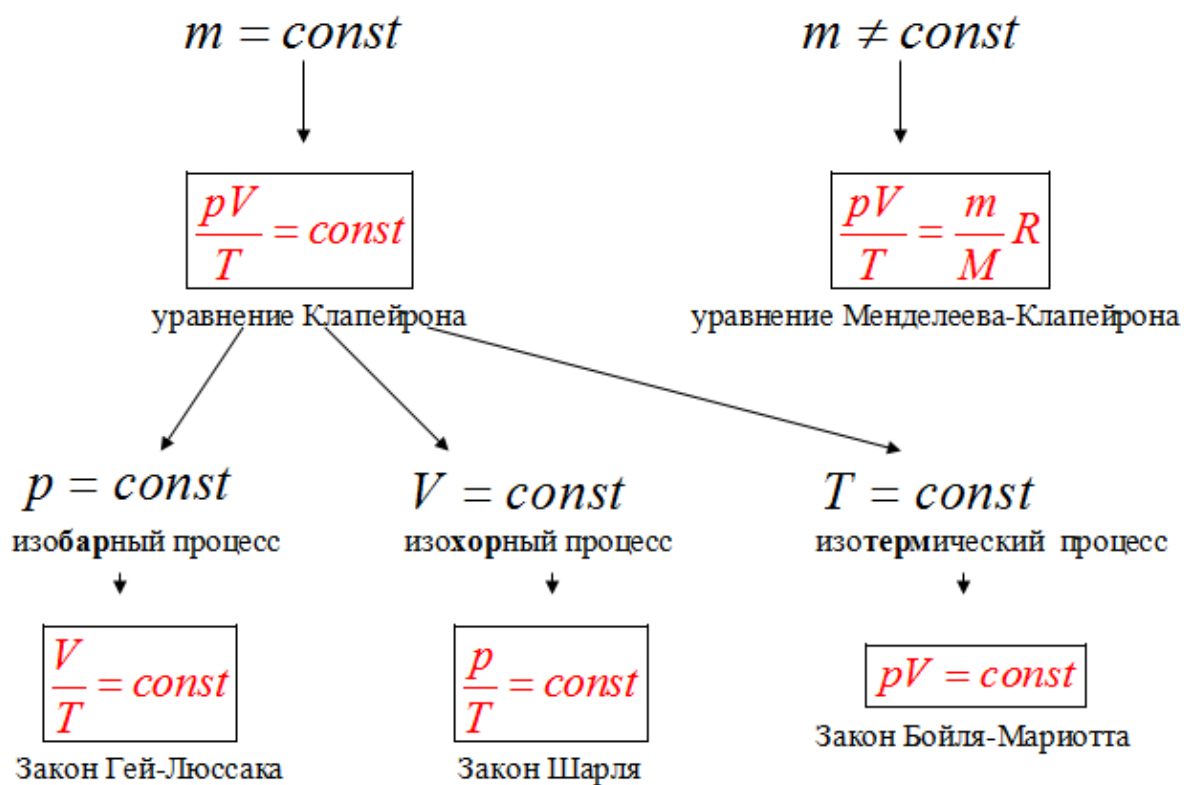 m = const
m ≠ const
pV/T = const
pV/T = m/M R
уравнение Клапейрона
уравнение Менделеева-Клапейрона
p = const
V = const
T = const
изобарный процесс
изохорный процесс
изотермический процесс
V/T = const
p/T = const
pV = const
Закон Гей-Люссака
Закон Шарля
Закон Бойля-Мариотта